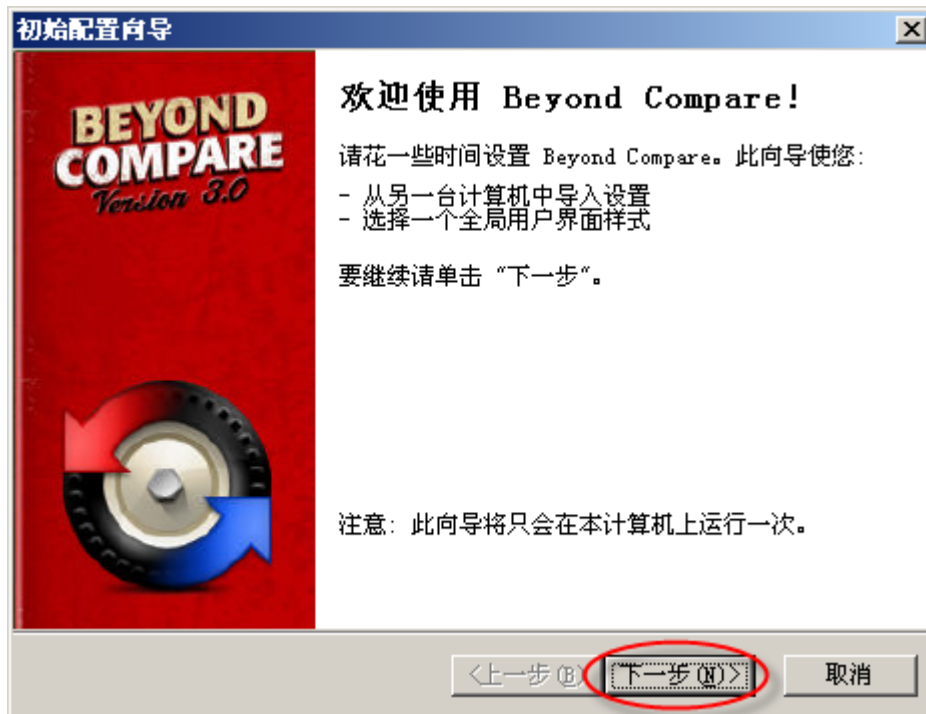 初始配置向导
BEYOND
COMPARE
Version 3.0
欢迎使用 Beyond Compare!
请花一些时间设置 Beyond Compare。此向导使您:
- 从另一台计算机中导入设置
- 选择一个全局用户界面样式
要继续请单击 “下一步”。
注意: 此向导将只会在本计算机上运行一次。
<上一步(B) 下一步(N)> 取消